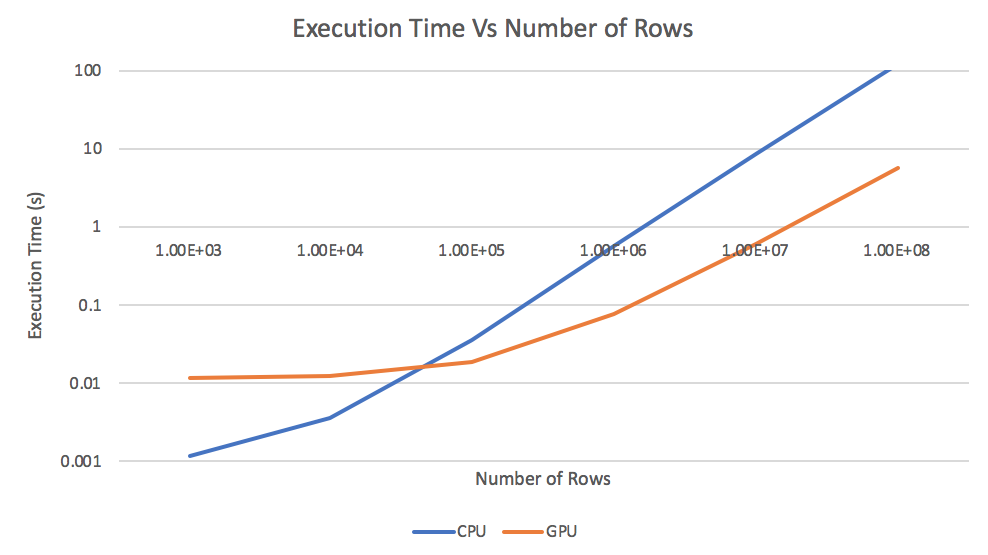 Execution Time Vs Number of Rows
100
10
1
1.00E+03 1.00E+04 1.00E+05 1.00E+06 1.00E+07 1.00E+08
0.1
0.01
0.001
Execution Time (s)
Number of Rows
CPU GPU